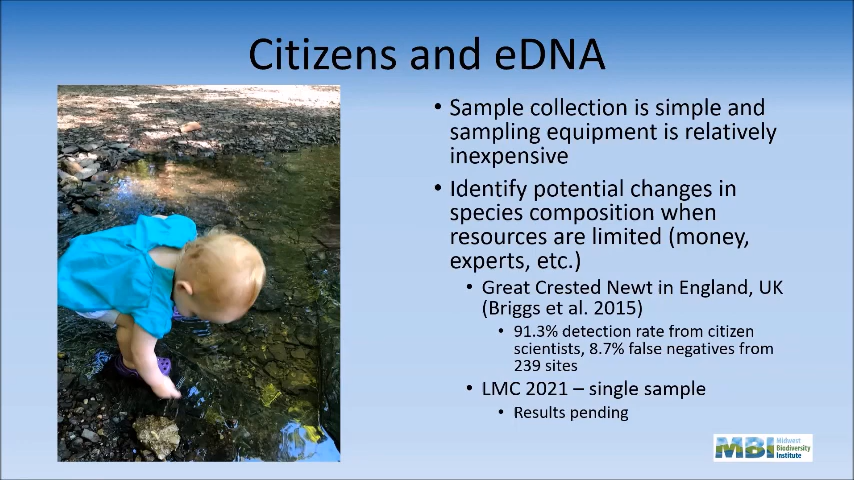 Citizens and eDNA
• Sample collection is simple and
sampling equipment is relatively
inexpensive
• Identify potential changes in
species composition when
resources are limited (money,
experts, etc.)
• Great Crested Newt in England, UK
(Briggs et al. 2015)
• 91.3% detection rate from citizen
scientists, 8.7% false negatives from
239 sites
• LMC 2021 – single sample
• Results pending
MBI Midwest
Biodiversity
Institute